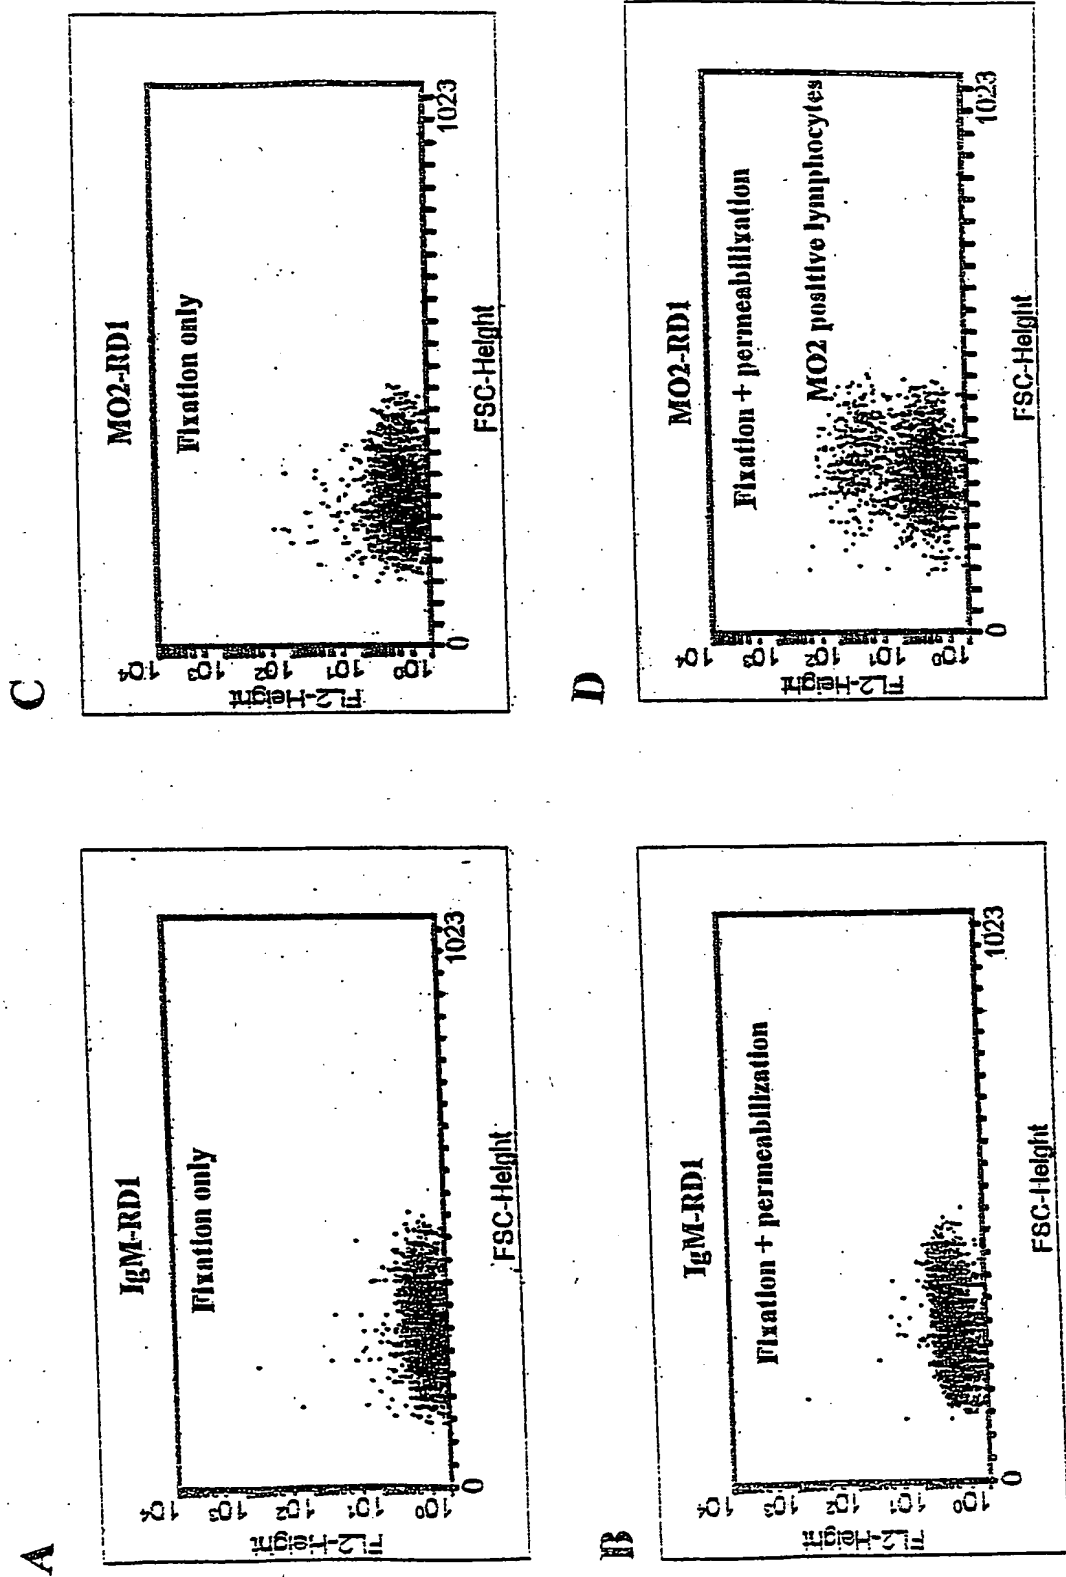 A
IgM-RD1
Fixation only
FL2-Height
10⁴
10³
10²
10¹
10⁰
0
1023
FSC-Height
B
IgM-RD1
Fixation + permeabilization
FL2-Height
10⁴
10³
10²
10¹
10⁰
0
1023
FSC-Height
C
MO2-RD1
Fixation only
FL2-Height
10⁴
10³
10²
10¹
10⁰
0
1023
FSC-Height
D
MO2-RD1
Fixation + permeabilization
MO2 positive lymphocytes
FL2-Height
10⁴
10³
10²
10¹
10⁰
0
1023
FSC-Height